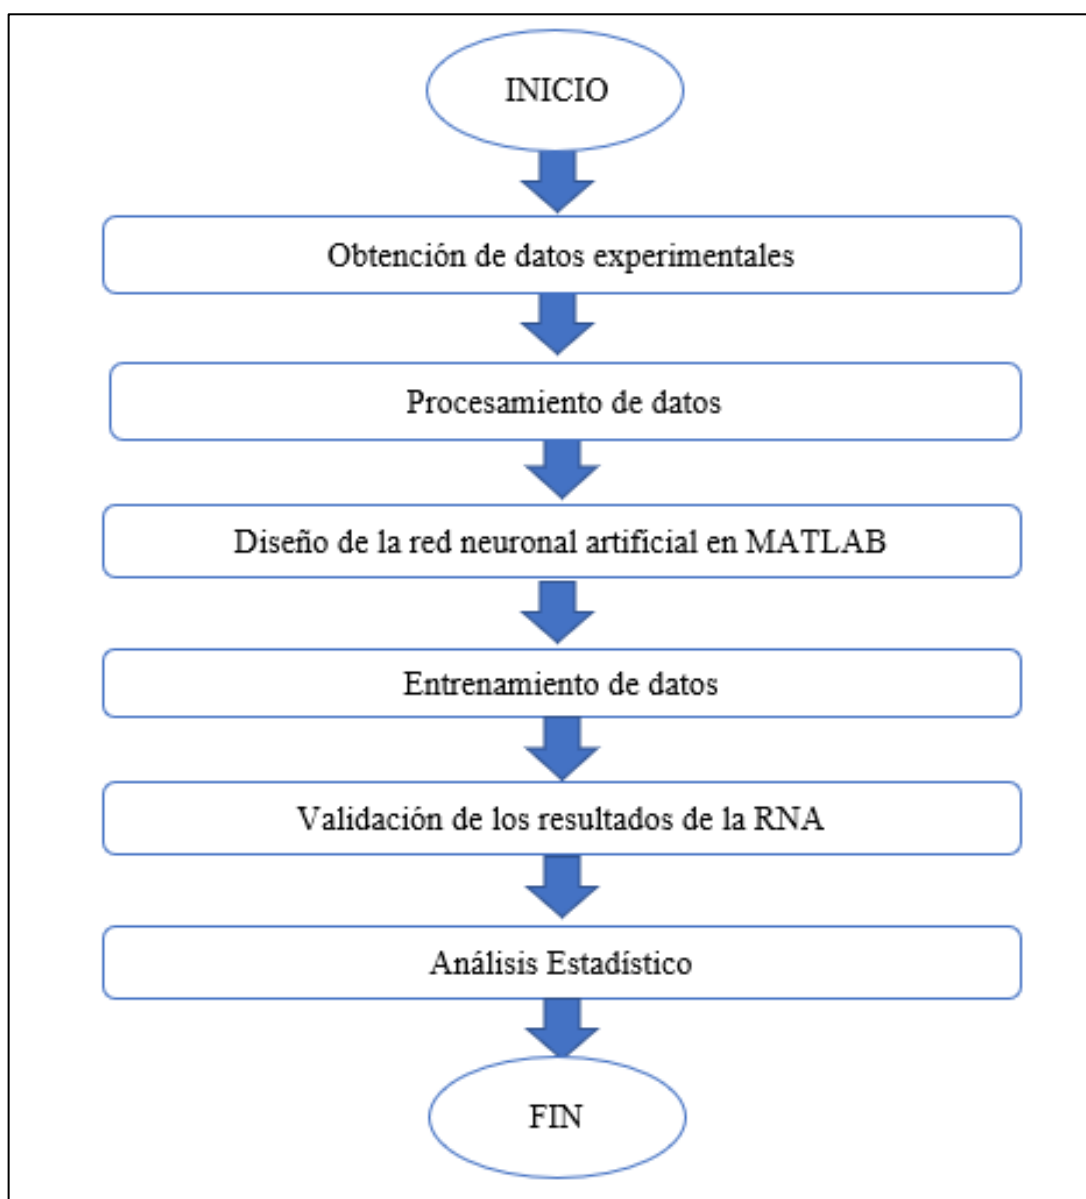 INICIO
Obtención de datos experimentales
Procesamiento de datos
Diseño de la red neuronal artificial en MATLAB
Entrenamiento de datos
Validación de los resultados de la RNA
Análisis Estadístico
FIN